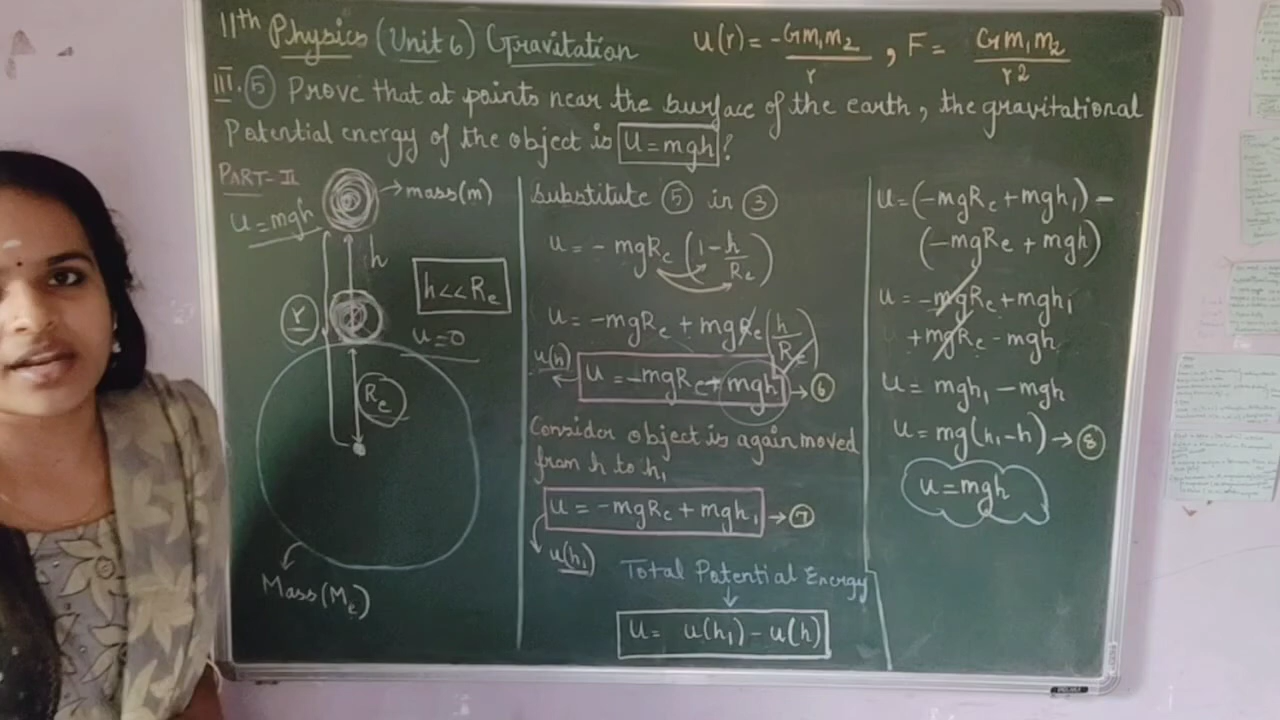 11th Physics (Unit 6) Gravitation
U(r) = -Gm₁m₂/r , F = Gm₁m₂/r2
III. ⑤ Prove that at points near the surface of the earth, the gravitational
Potential energy of the object is U = mgh?
PART-II
U = mgh
→ mass(m)
h
h<<Re
r
U=0
Re
Mass(Me)
Substitute ⑤ in ③
U = - mgRe (1 - h/Re)
U = -mgRe + mgRe (h/Re)
U(h)
U = -mgRe + mgh → ⑥
Consider object is again moved
from h to h₁
U = -mgRe + mgh₁ → ⑦
U(h₁)
Total Potential Energy
U = U(h₁) - U(h)
U = (-mgRe + mgh₁) -
(-mgRe + mgh)
U = -mgRe + mgh₁
+mgRe - mgh
U = mgh₁ - mgh
U = mg(h₁-h) → ⑧
U = mgh